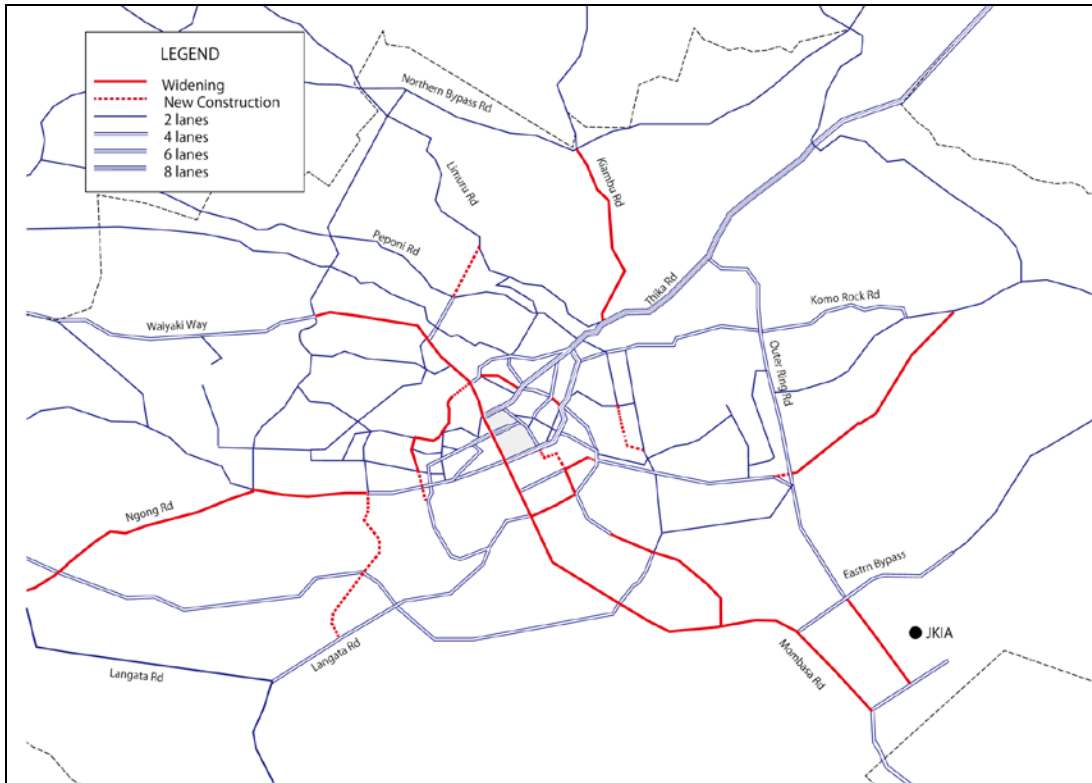 LEGEND
Widening
New Construction
2 lanes
4 lanes
6 lanes
8 lanes
Northern Bypass Rd
Limuru Rd
Kiambu Rd
Peponi Rd
Thika Rd
Komo Rock Rd
Waiyaki Way
Outer Ring Rd
Ngong Rd
Eastrn Bypass
JKIA
Langata Rd
Mombasa Rd
Langata Rd